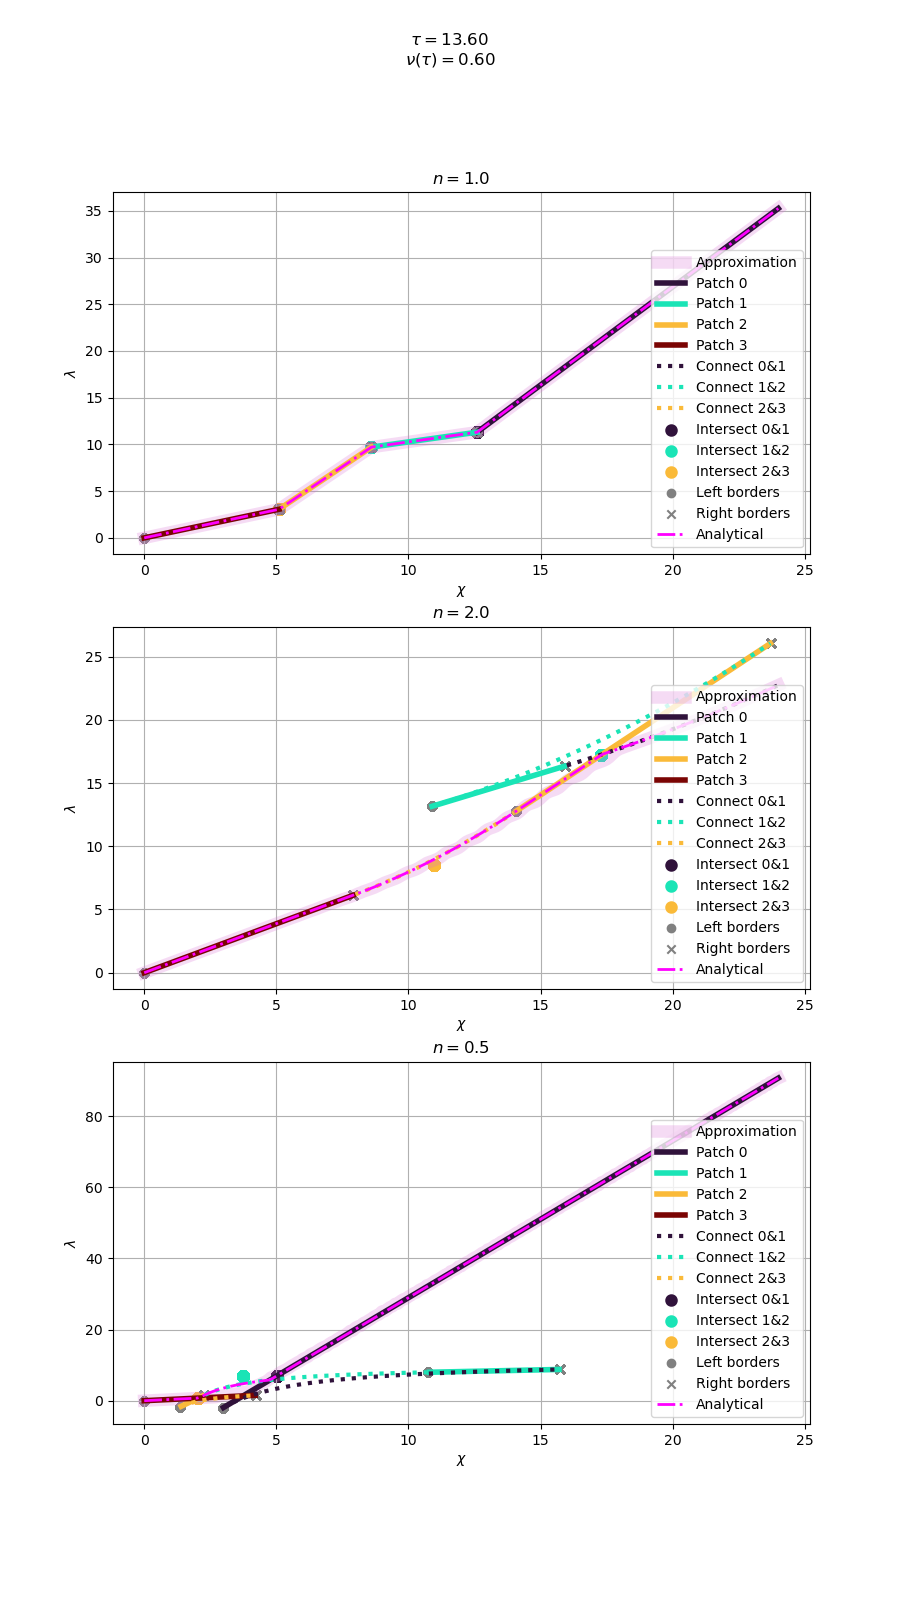 τ = 13.60
ν(τ) = 0.60
n = 1.0
35
30
25
20
15
10
5
0
λ
0 5 10 15 20 25
χ
Approximation
Patch 0
Patch 1
Patch 2
Patch 3
Connect 0&1
Connect 1&2
Connect 2&3
Intersect 0&1
Intersect 1&2
Intersect 2&3
Left borders
Right borders
Analytical
n = 2.0
25
20
15
10
5
0
λ
0 5 10 15 20 25
χ
Approximation
Patch 0
Patch 1
Patch 2
Patch 3
Connect 0&1
Connect 1&2
Connect 2&3
Intersect 0&1
Intersect 1&2
Intersect 2&3
Left borders
Right borders
Analytical
n = 0.5
80
60
40
20
0
λ
0 5 10 15 20 25
χ
Approximation
Patch 0
Patch 1
Patch 2
Patch 3
Connect 0&1
Connect 1&2
Connect 2&3
Intersect 0&1
Intersect 1&2
Intersect 2&3
Left borders
Right borders
Analytical